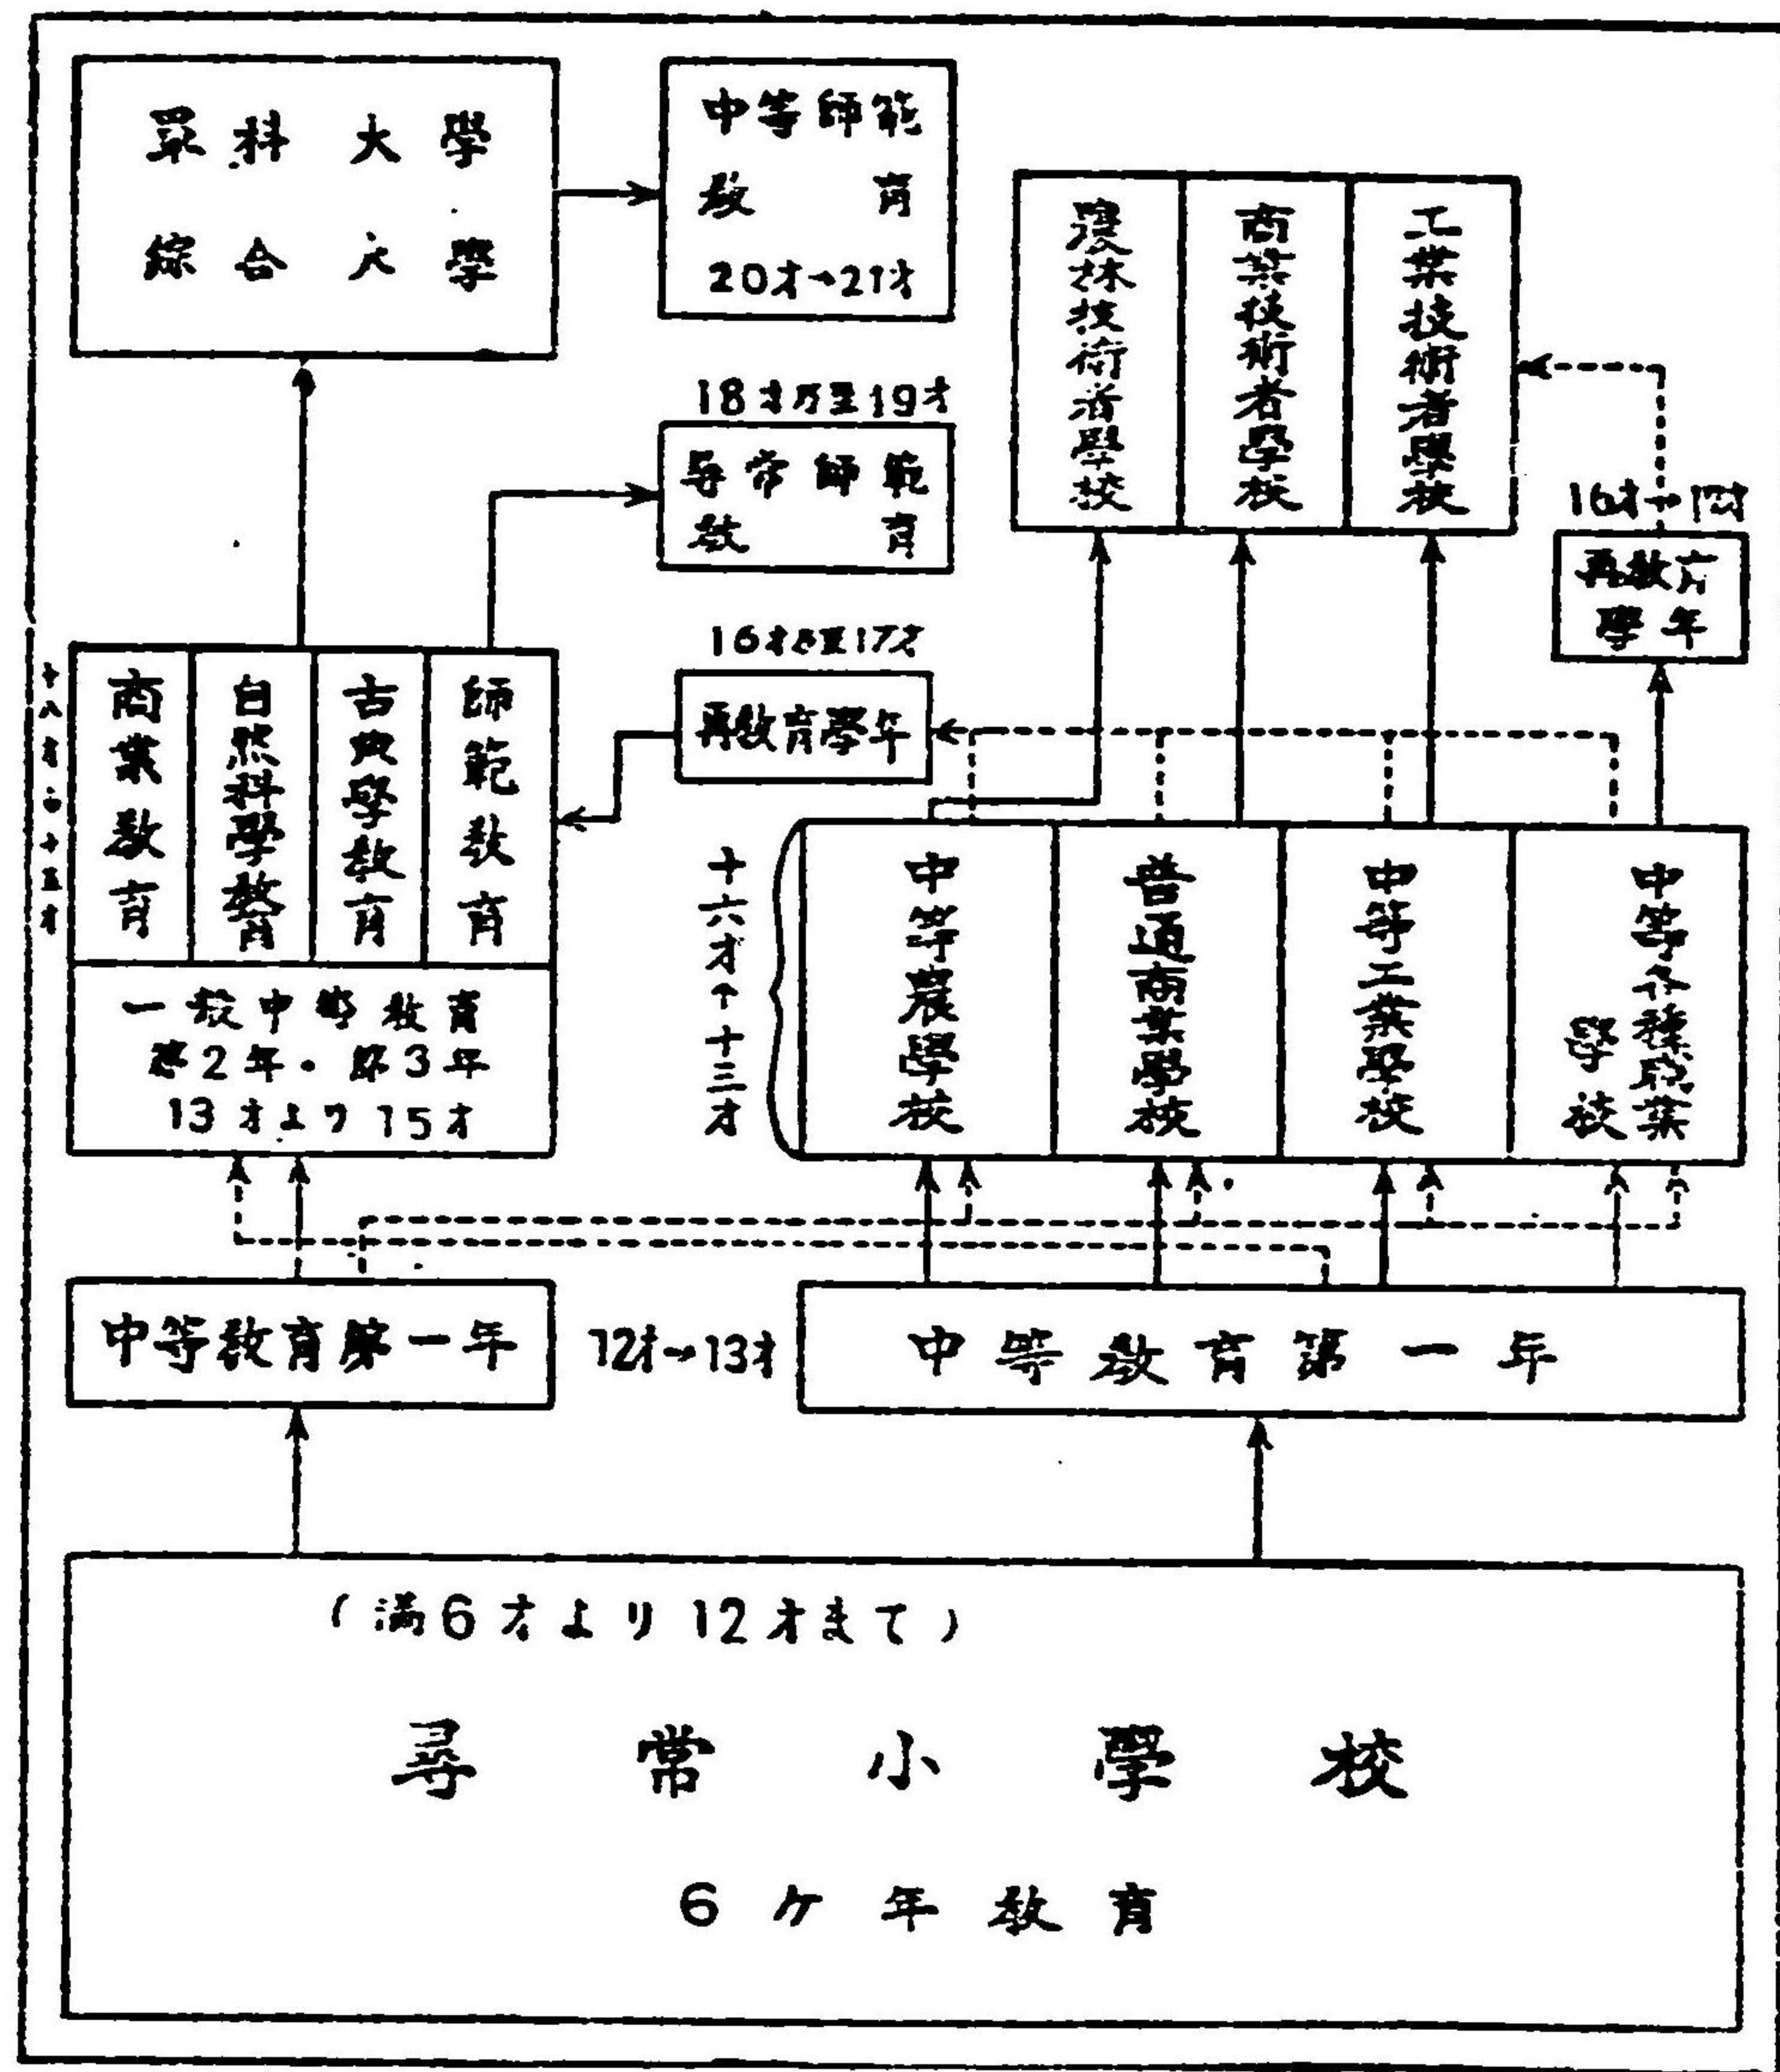 單科大學
綜合大學
中等師範
教育
20才→21才
農林技術者學校
商業技術者學校
工業技術者學校
18才乃至19才
尋常師範
教育
再教育
學年
16才乃至17才
再教育學年
商業教育
自然科學教育
古典學教育
師範教育
一般中等教育
第2年・第3年
13才より15才
十六才↑十三才
中等農學校
普通商業學校
中等工業學校
中等各種職業
學校
中等教育第一年
12才→13才
中等教育第一年
(満6才より12才まで)
尋常小學校
6ヶ年教育